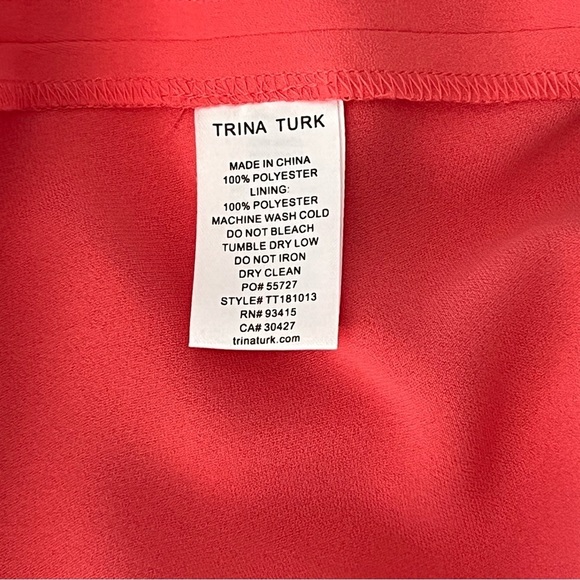 TRINA TURK
MADE IN CHINA
100% POLYESTER
LINING:
100% POLYESTER
MACHINE WASH COLD
DO NOT BLEACH
TUMBLE DRY LOW
DO NOT IRON
DRY CLEAN
PO# 55727
STYLE# TT181013
RN# 93415
CA# 30427
trinaturk.com